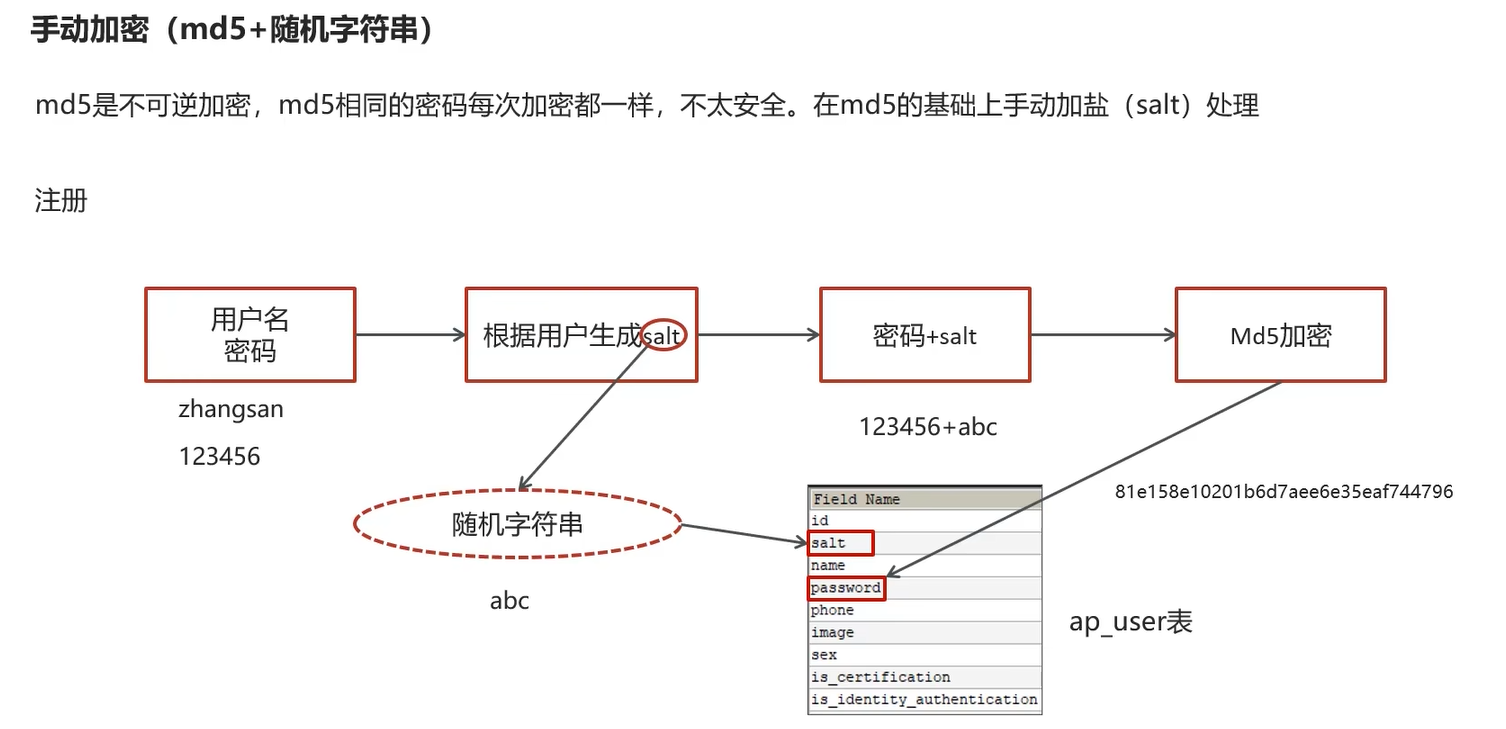 手动加密（md5+随机字符串）
md5是不可逆加密，md5相同的密码每次加密都一样，不太安全。在md5的基础上手动加盐（salt）处理
注册
用户名
密码
根据用户生成salt
密码+salt
Md5加密
zhangsan
123456
123456+abc
随机字符串
abc
81e158e10201b6d7aee6e35eaf744796
Field Name
id
salt
name
password
phone
image
sex
is_certification
is_identity_authentication
ap_user表